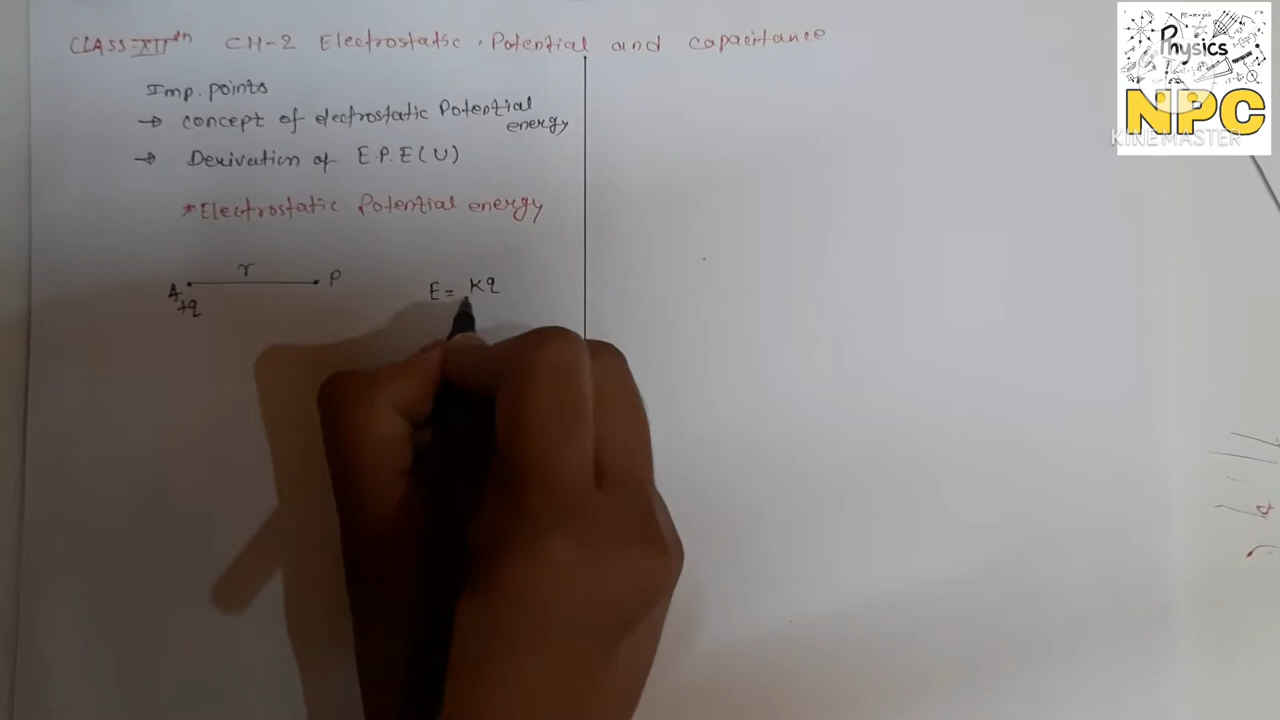 CLASS-XIIth CH-2 Electrostatic Potential and capacitance
Imp. points
→ concept of electrostatic Potential energy
→ Derivation of E.P.E(U)
*Electrostatic Potential energy
r
A P
+q
E = Kq
Physics
NPC
KINEMASTER